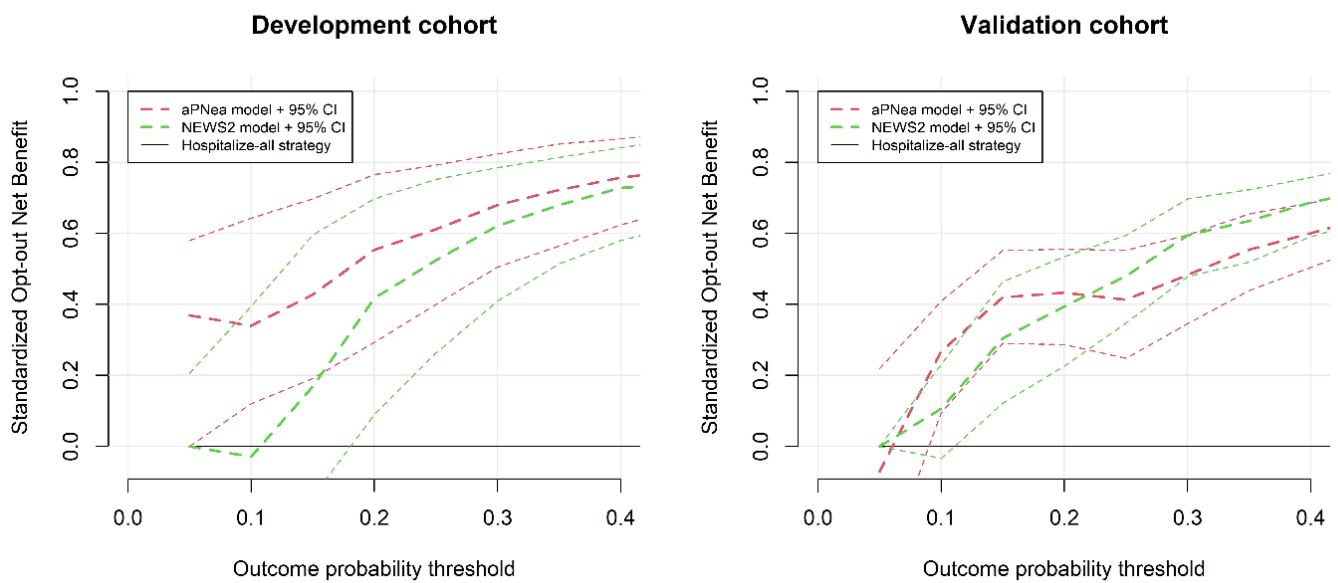 Development cohort
Standardized Opt-out Net Benefit
1.0
0.8
0.6
0.4
0.2
0.0
aPNea model + 95% CI
NEWS2 model + 95% CI
Hospitalize-all strategy
0.0 0.1 0.2 0.3 0.4
Outcome probability threshold
Validation cohort
Standardized Opt-out Net Benefit
1.0
0.8
0.6
0.4
0.2
0.0
aPNea model + 95% CI
NEWS2 model + 95% CI
Hospitalize-all strategy
0.0 0.1 0.2 0.3 0.4
Outcome probability threshold